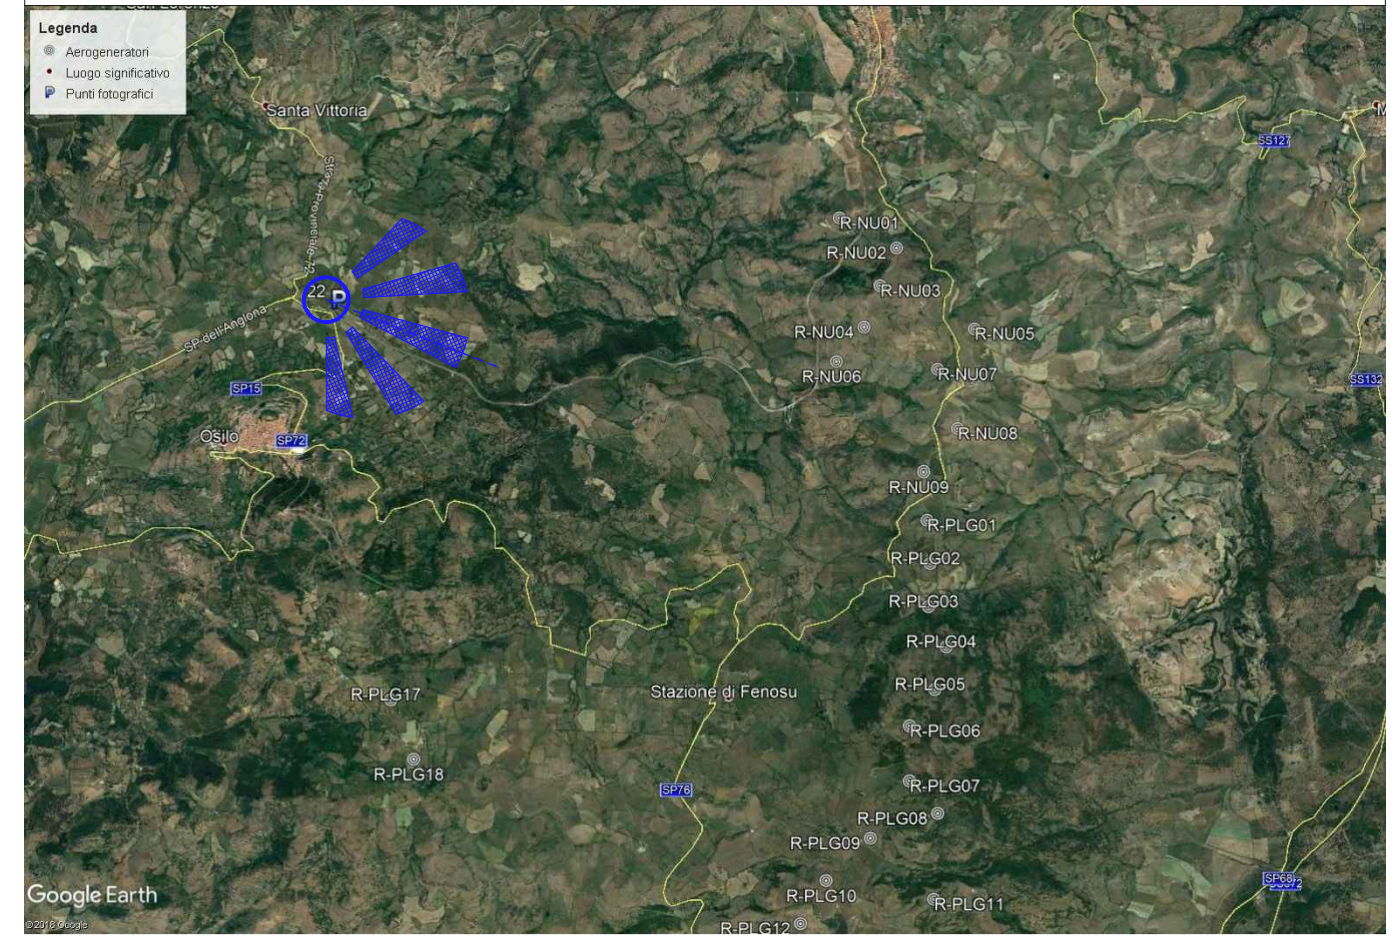 San Lorenzo
Legenda
Aerogeneratori
Luogo significativo
P Punti fotografici
Santa Vittoria
SS127
M
Strada Provinciale 72
R-NU01
R-NU02
R-NU03
22 P
SP dell'Anglona
R-NU04
R-NU05
R-NU06
R-NU07
SP15
SS132
Osilo
SP72
R-NU08
R-NU09
R-PLG01
R-PLG02
R-PLG03
R-PLG04
R-PLG05
R-PLG17
Stazione di Fenosu
R-PLG06
R-PLG18
SP76
R-PLG07
R-PLG08
R-PLG09
SP68
Google Earth
R-PLG10
R-PLG11
R-PLG12
©2018 Google